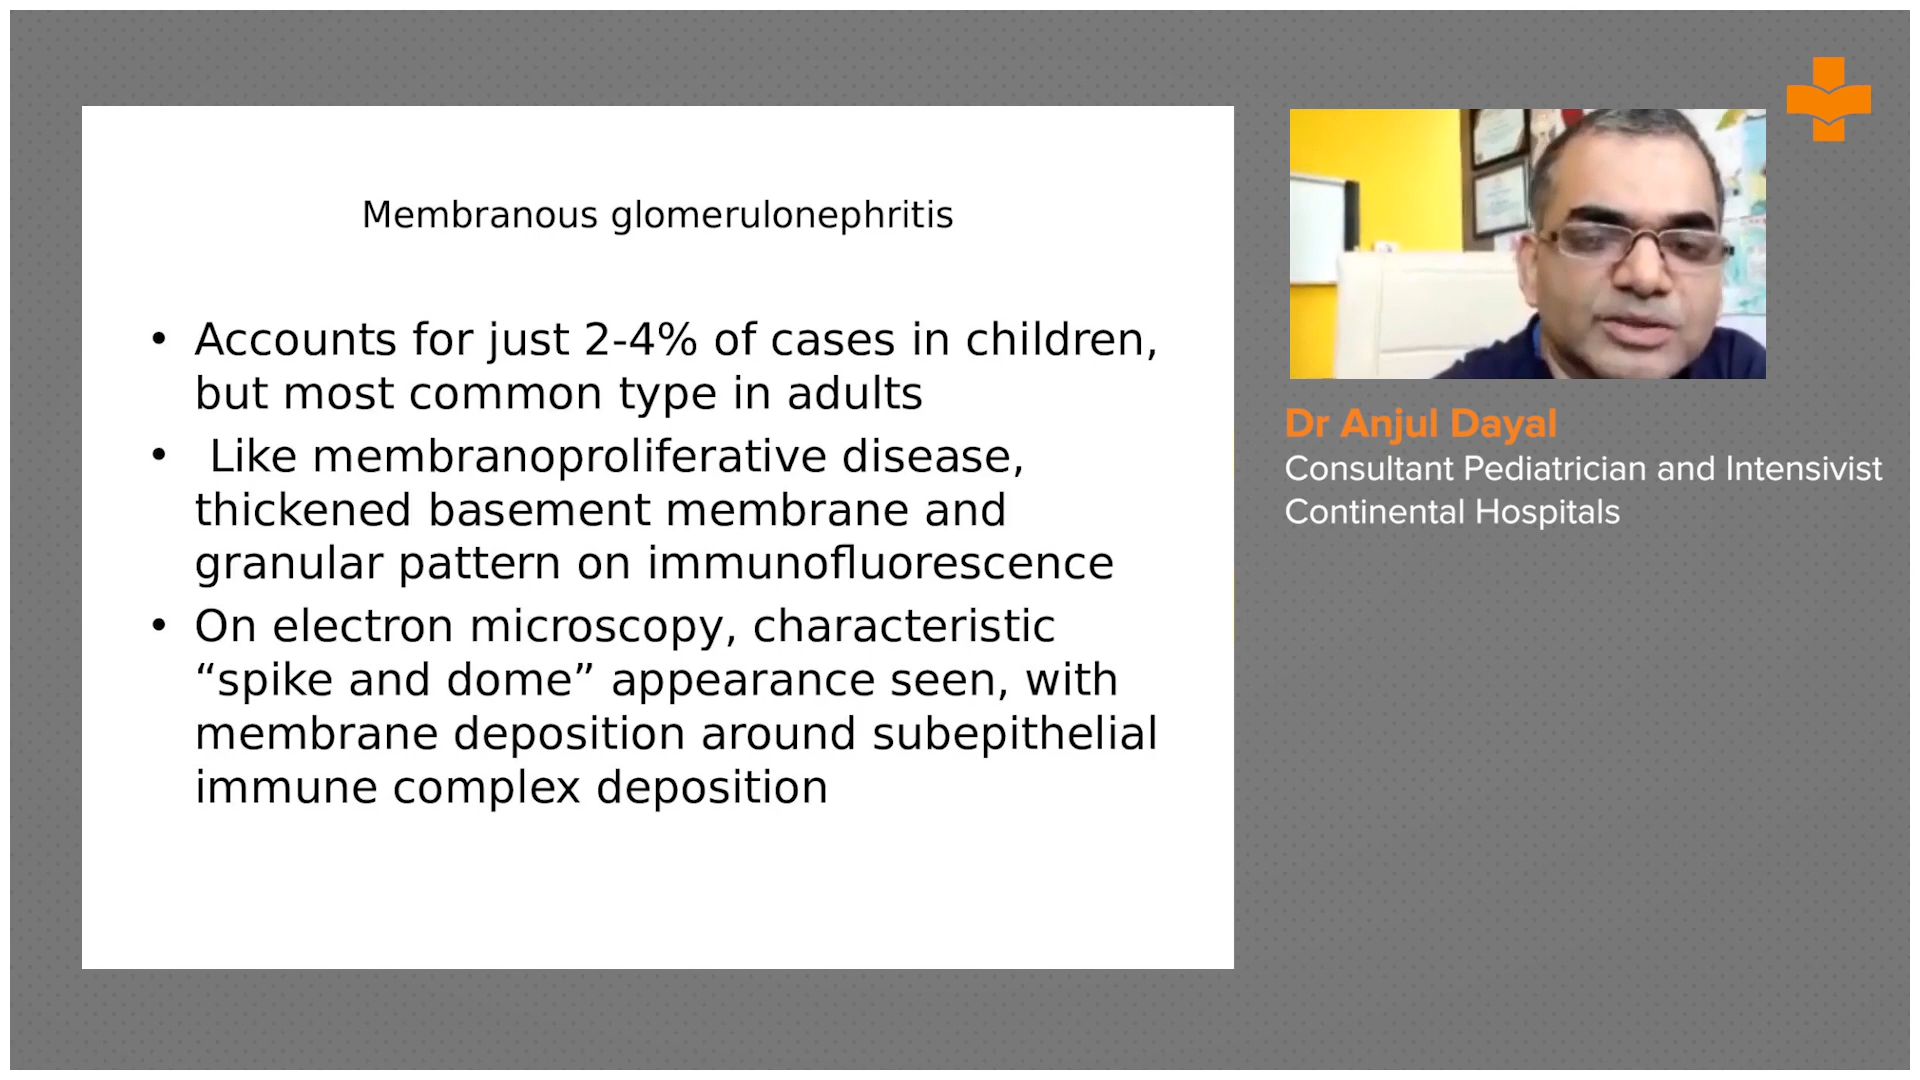 Membranous glomerulonephritis
• Accounts for just 2-4% of cases in children,
but most common type in adults
• Like membranoproliferative disease,
thickened basement membrane and
granular pattern on immunofluorescence
• On electron microscopy, characteristic
“spike and dome” appearance seen, with
membrane deposition around subepithelial
immune complex deposition
Dr Anjul Dayal
Consultant Pediatrician and Intensivist
Continental Hospitals